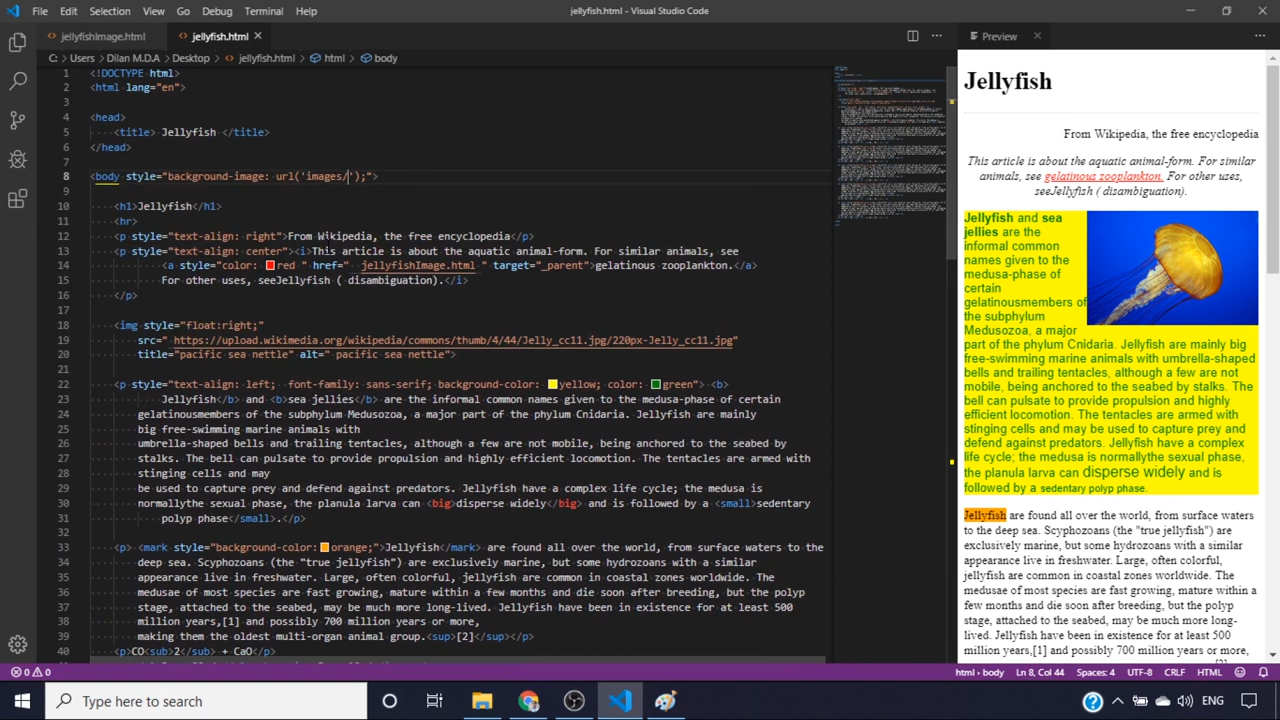 File Edit Selection View Go Debug Terminal Help
jellyfish.html - Visual Studio Code
jellyfishImage.html
jellyfish.html
Preview
C: > Users > Dilan M.D.A > Desktop > jellyfish.html > html > body
1 <!DOCTYPE html>
2 <html lang="en">
3
4 <head>
5 <title> Jellyfish </title>
6 </head>
7
8 <body style="background-image: url('images/');">
9
10 <h1>Jellyfish</h1>
11 <hr>
12 <p style="text-align: right">From Wikipedia, the free encyclopedia</p>
13 <p style="text-align: center"><i>This article is about the aquatic animal-form. For similar animals, see
14 <a style="color: red " href=" jellyfishImage.html " target="_parent">gelatinous zooplankton.</a>
15 For other uses, seeJellyfish ( disambiguation).</i>
16 </p>
17
18 <img style="float:right;"
19 src=" https://upload.wikimedia.org/wikipedia/commons/thumb/4/44/Jelly_cc11.jpg/220px-Jelly_cc11.jpg"
20 title="pacific sea nettle" alt=" pacific sea nettle">
21
22 <p style="text-align: left; font-family: sans-serif; background-color: yellow; color: green"> <b>
23 Jellyfish</b> and <b>sea jellies</b> are the informal common names given to the medusa-phase of certain
24 gelatinousmembers of the subphylum Medusozoa, a major part of the phylum Cnidaria. Jellyfish are mainly
25 big free-swimming marine animals with
26 umbrella-shaped bells and trailing tentacles, although a few are not mobile, being anchored to the seabed by
27 stalks. The bell can pulsate to provide propulsion and highly efficient locomotion. The tentacles are armed with
28 stinging cells and may
29 be used to capture prey and defend against predators. Jellyfish have a complex life cycle; the medusa is
30 normallythe sexual phase, the planula larva can <big>disperse widely</big> and is followed by a <small>sedentary
31 polyp phase</small>.</p>
32
33 <p> <mark style="background-color: orange;">Jellyfish</mark> are found all over the world, from surface waters to the
34 deep sea. Scyphozoans (the "true jellyfish") are exclusively marine, but some hydrozoans with a similar
35 appearance live in freshwater. Large, often colorful, jellyfish are common in coastal zones worldwide. The
36 medusae of most species are fast growing, mature within a few months and die soon after breeding, but the polyp
37 stage, attached to the seabed, may be much more long-lived. Jellyfish have been in existence for at least 500
38 million years,[1] and possibly 700 million years or more,
39 making them the oldest multi-organ animal group.<sup>[2]</sup></p>
40 <p>CO<sub>2</sub> + CaO</p>
Jellyfish
From Wikipedia, the free encyclopedia
This article is about the aquatic animal-form. For similar
animals, see gelatinous zooplankton. For other uses,
seeJellyfish ( disambiguation).
Jellyfish and sea
jellies are the
informal common
names given to the
medusa-phase of
certain
gelatinousmembers of
the subphylum
Medusozoa, a major
part of the phylum Cnidaria. Jellyfish are mainly big
free-swimming marine animals with umbrella-shaped
bells and trailing tentacles, although a few are not
mobile, being anchored to the seabed by stalks. The
bell can pulsate to provide propulsion and highly
efficient locomotion. The tentacles are armed with
stinging cells and may be used to capture prey and
defend against predators. Jellyfish have a complex
life cycle; the medusa is normallythe sexual phase,
the planula larva can disperse widely and is
followed by a sedentary polyp phase.
Jellyfish are found all over the world, from surface waters
to the deep sea. Scyphozoans (the "true jellyfish") are
exclusively marine, but some hydrozoans with a similar
appearance live in freshwater. Large, often colorful,
jellyfish are common in coastal zones worldwide. The
medusae of most species are fast growing, mature within a
few months and die soon after breeding, but the polyp
stage, attached to the seabed, may be much more long-
lived. Jellyfish have been in existence for at least 500
million years,[1] and possibly 700 million years or more,
0 0
html > body Ln 8, Col 44 Spaces: 4 UTF-8 CRLF HTML
Type here to search
ENG